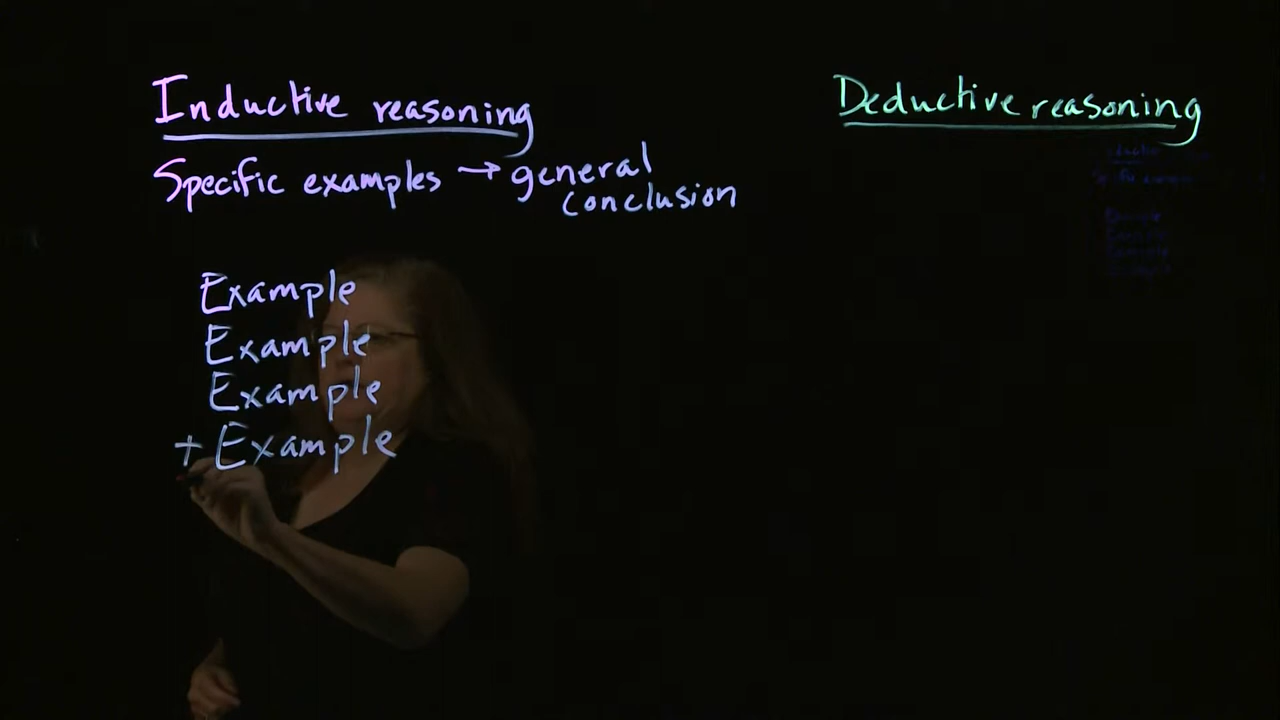 Inductive reasoning
Specific examples → general
conclusion
Example
Example
Example
+ Example
Deductive reasoning